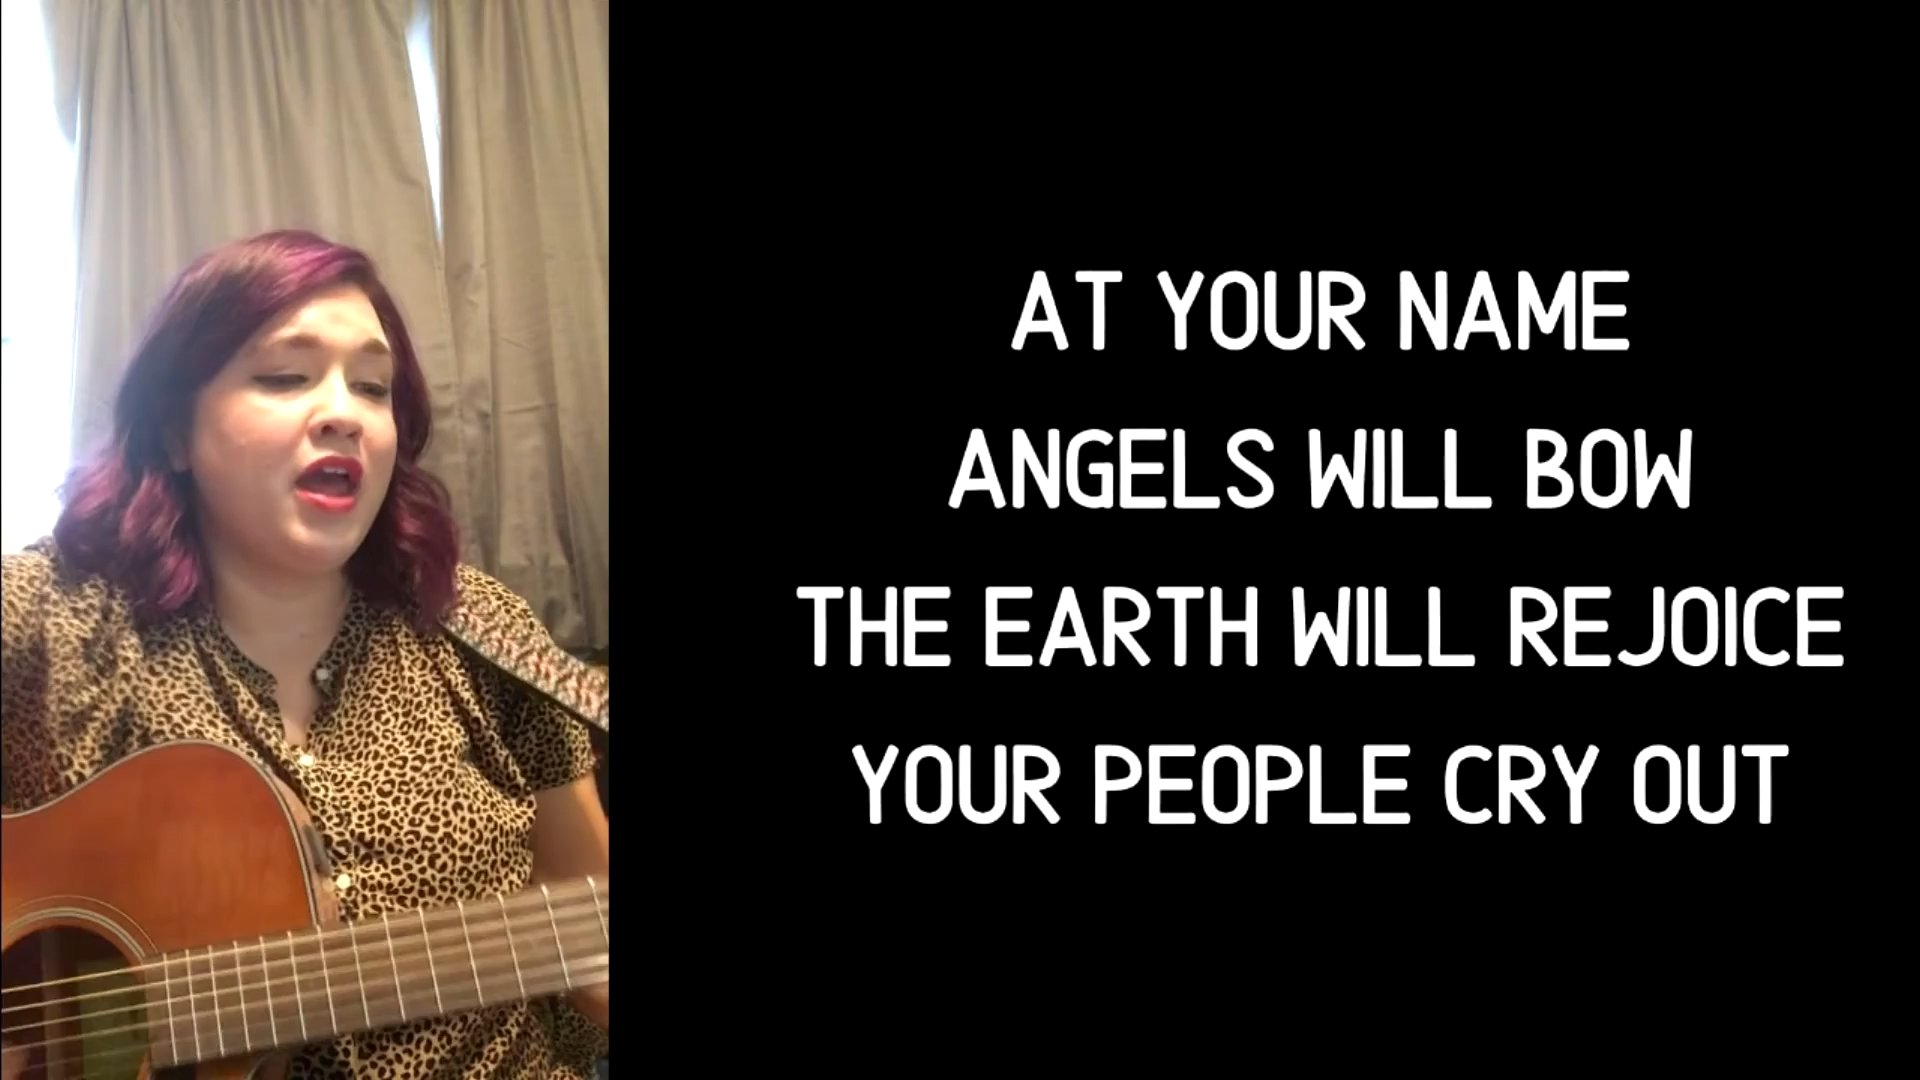 AT YOUR NAME
ANGELS WILL BOW
THE EARTH WILL REJOICE
YOUR PEOPLE CRY OUT